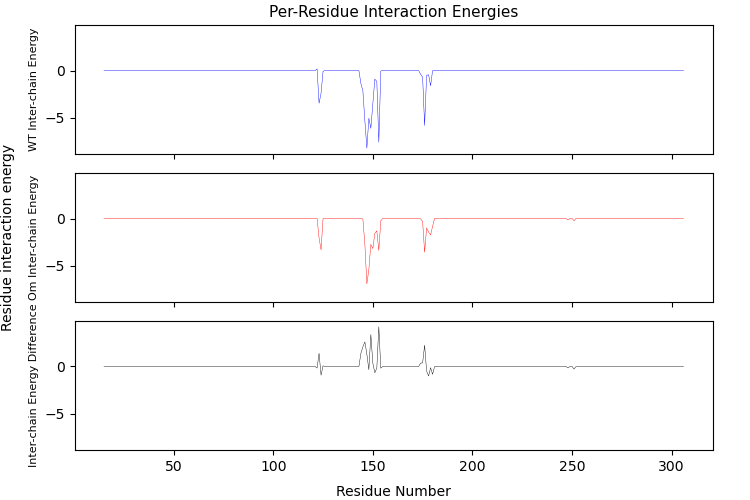 Per-Residue Interaction Energies
Residue interaction energy
WT Inter-chain Energy
0
−5
Om Inter-chain Energy
0
−5
Inter-chain Energy Difference
0
−5
50
100
150
200
250
300
Residue Number